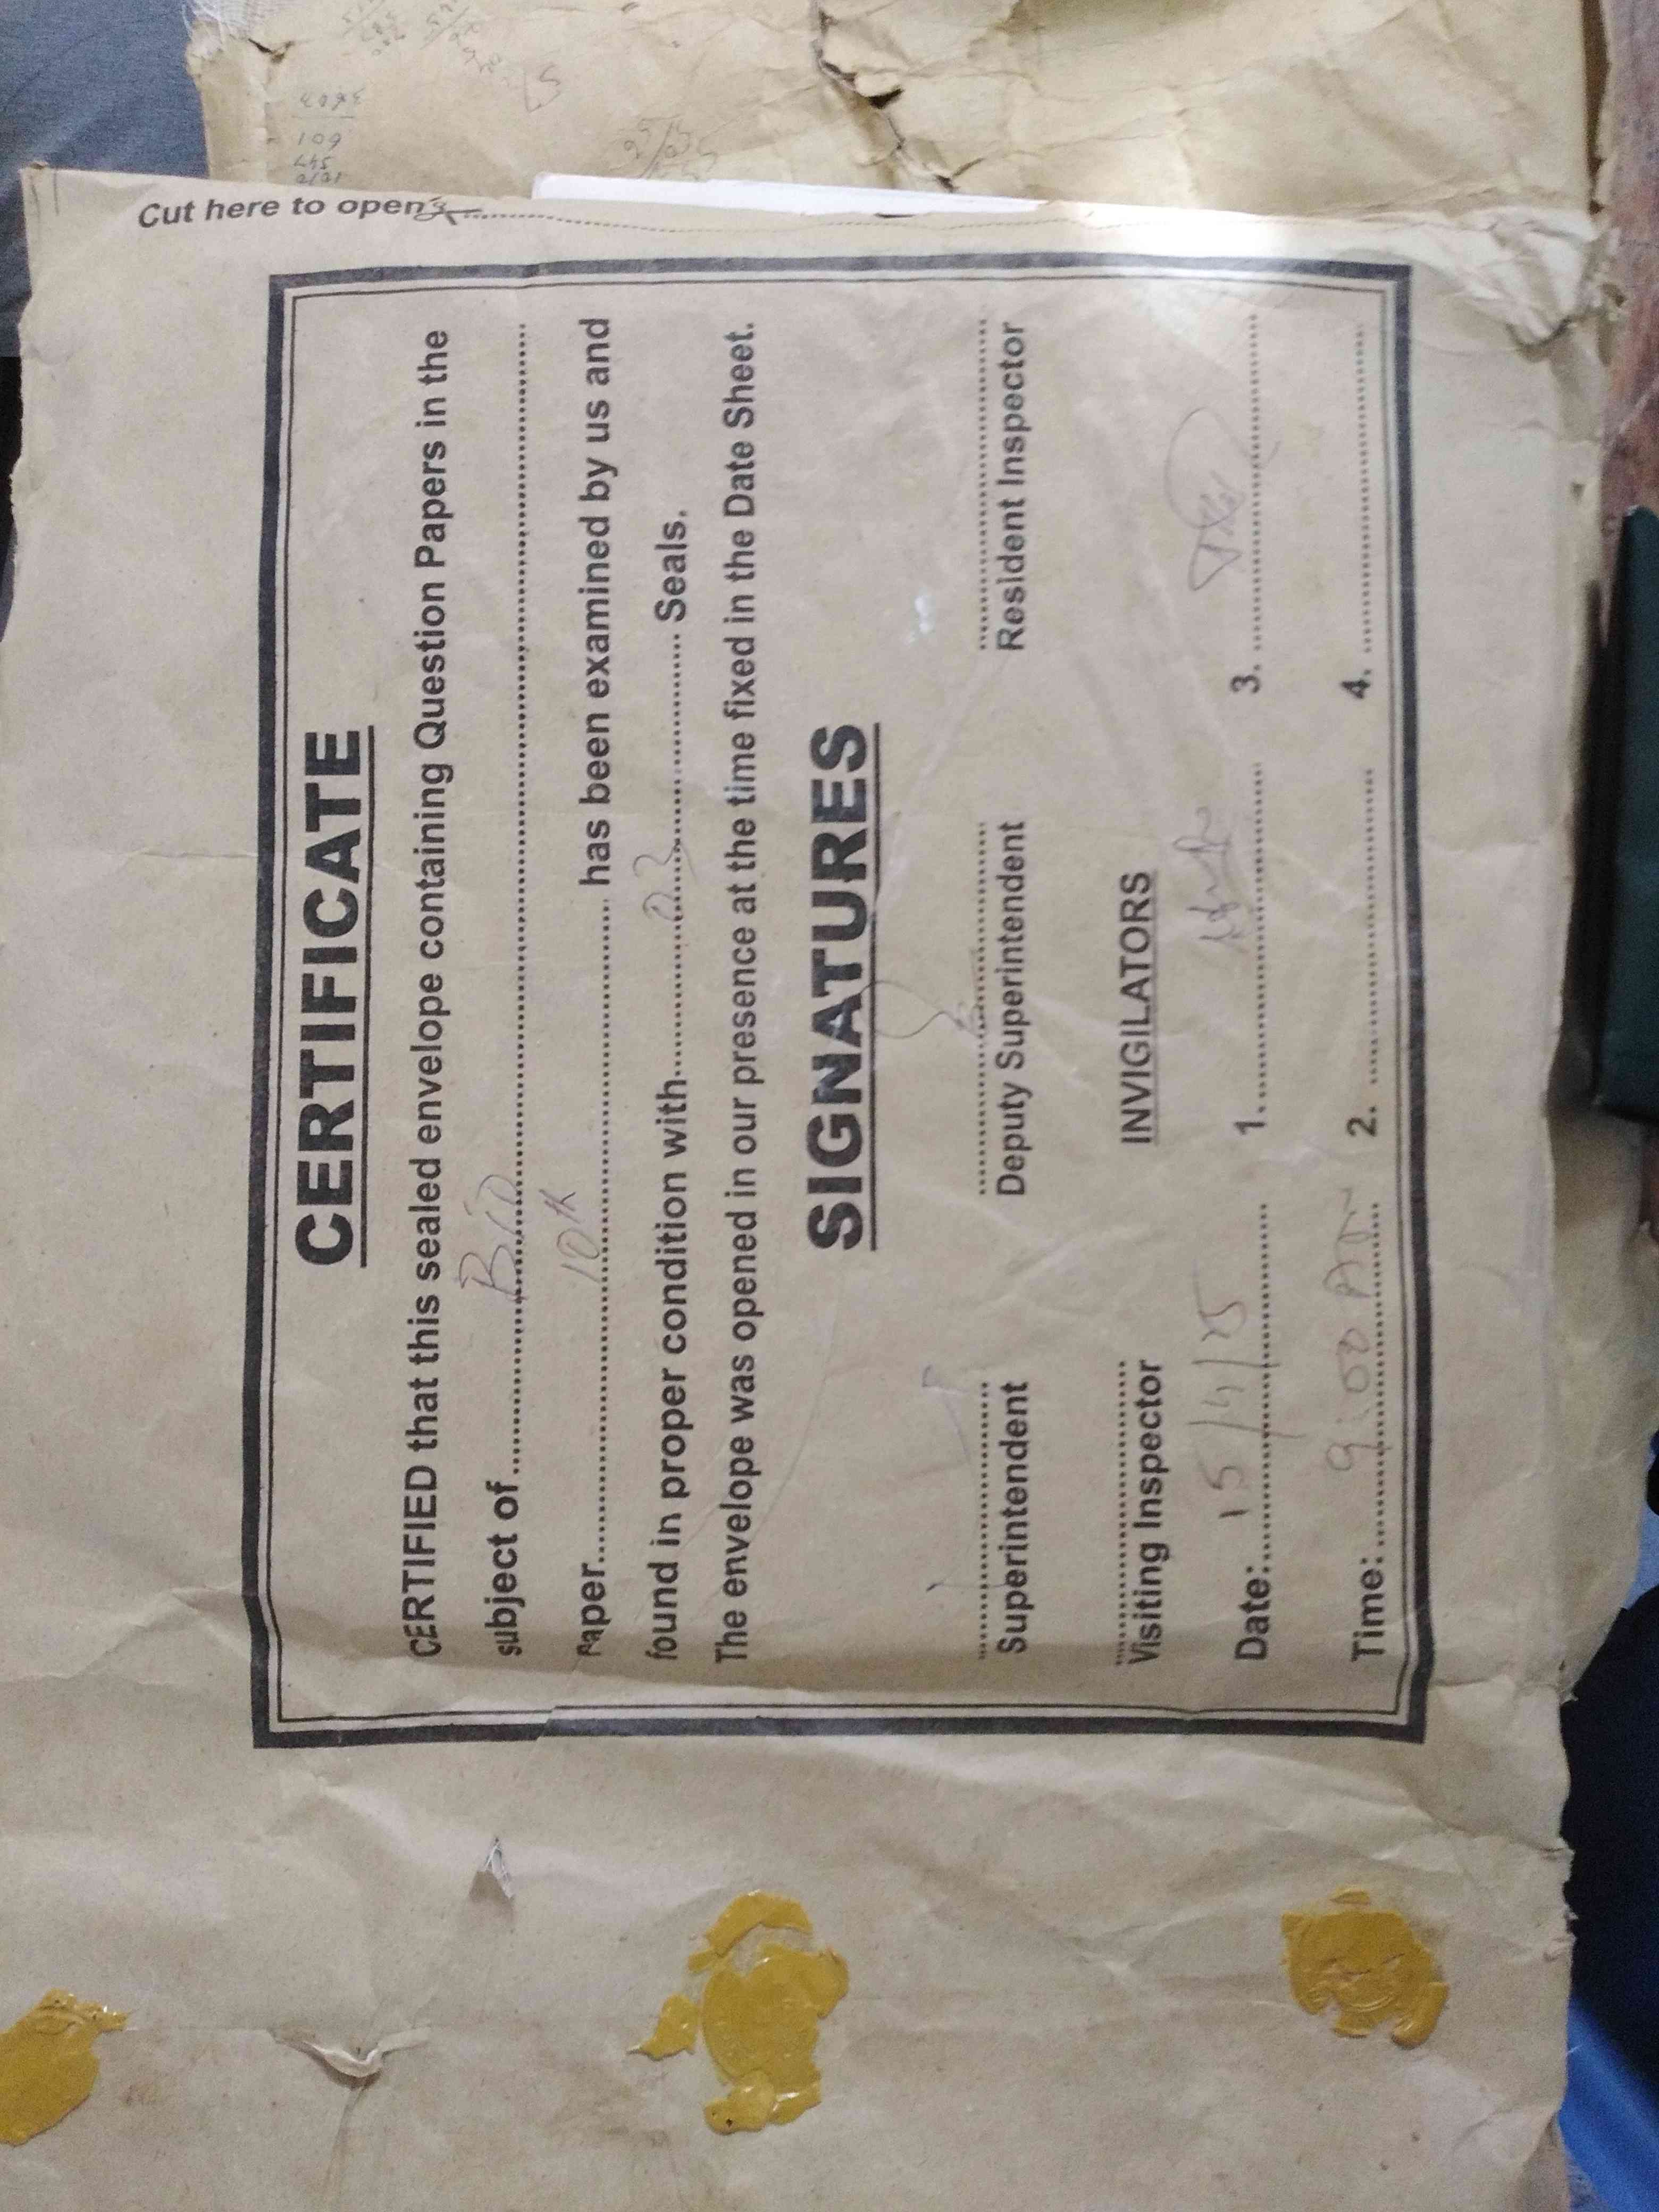 Cut here to open
CERTIFICATE
CERTIFIED that this sealed envelope containing Question Papers in the
subject of.......... Bio ..........
Paper.......... 10th .......... has been examined by us and
found in proper condition with.......... 03 .......... Seals.
The envelope was opened in our presence at the time fixed in the Date Sheet.
SIGNATURES
Superintendent Deputy Superintendent Resident Inspector
Visiting Inspector INVIGILATORS
Date:.......... 15/4/25 1........... 3. ..........
Time:.......... 9:00 Am 2. .......... 4. ..........